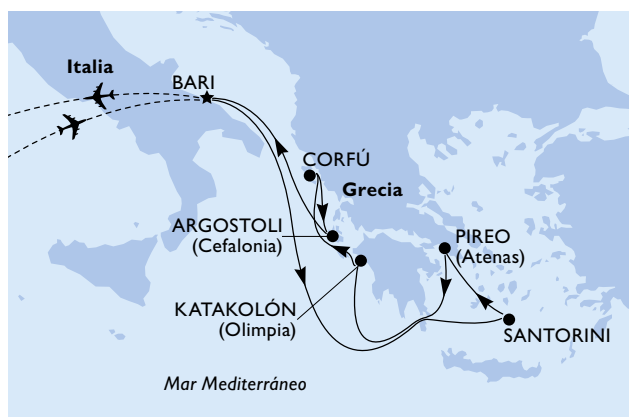 Italia
BARI
CORFÚ
Grecia
ARGOSTOLI
(Cefalonia)
PIREO
(Atenas)
KATAKOLÓN
(Olimpia)
SANTORINI
Mar Mediterráneo